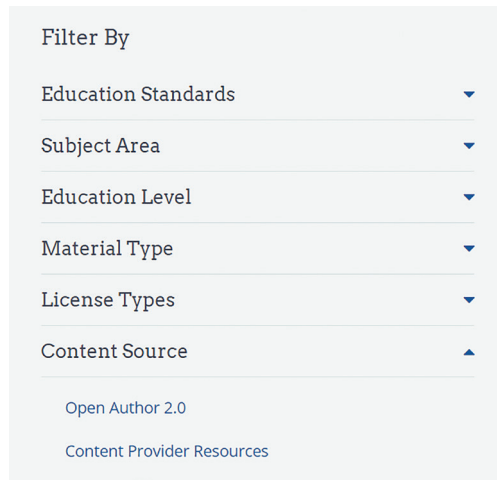 Filter By
Education Standards
Subject Area
Education Level
Material Type
License Types
Content Source
Open Author 2.0
Content Provider Resources